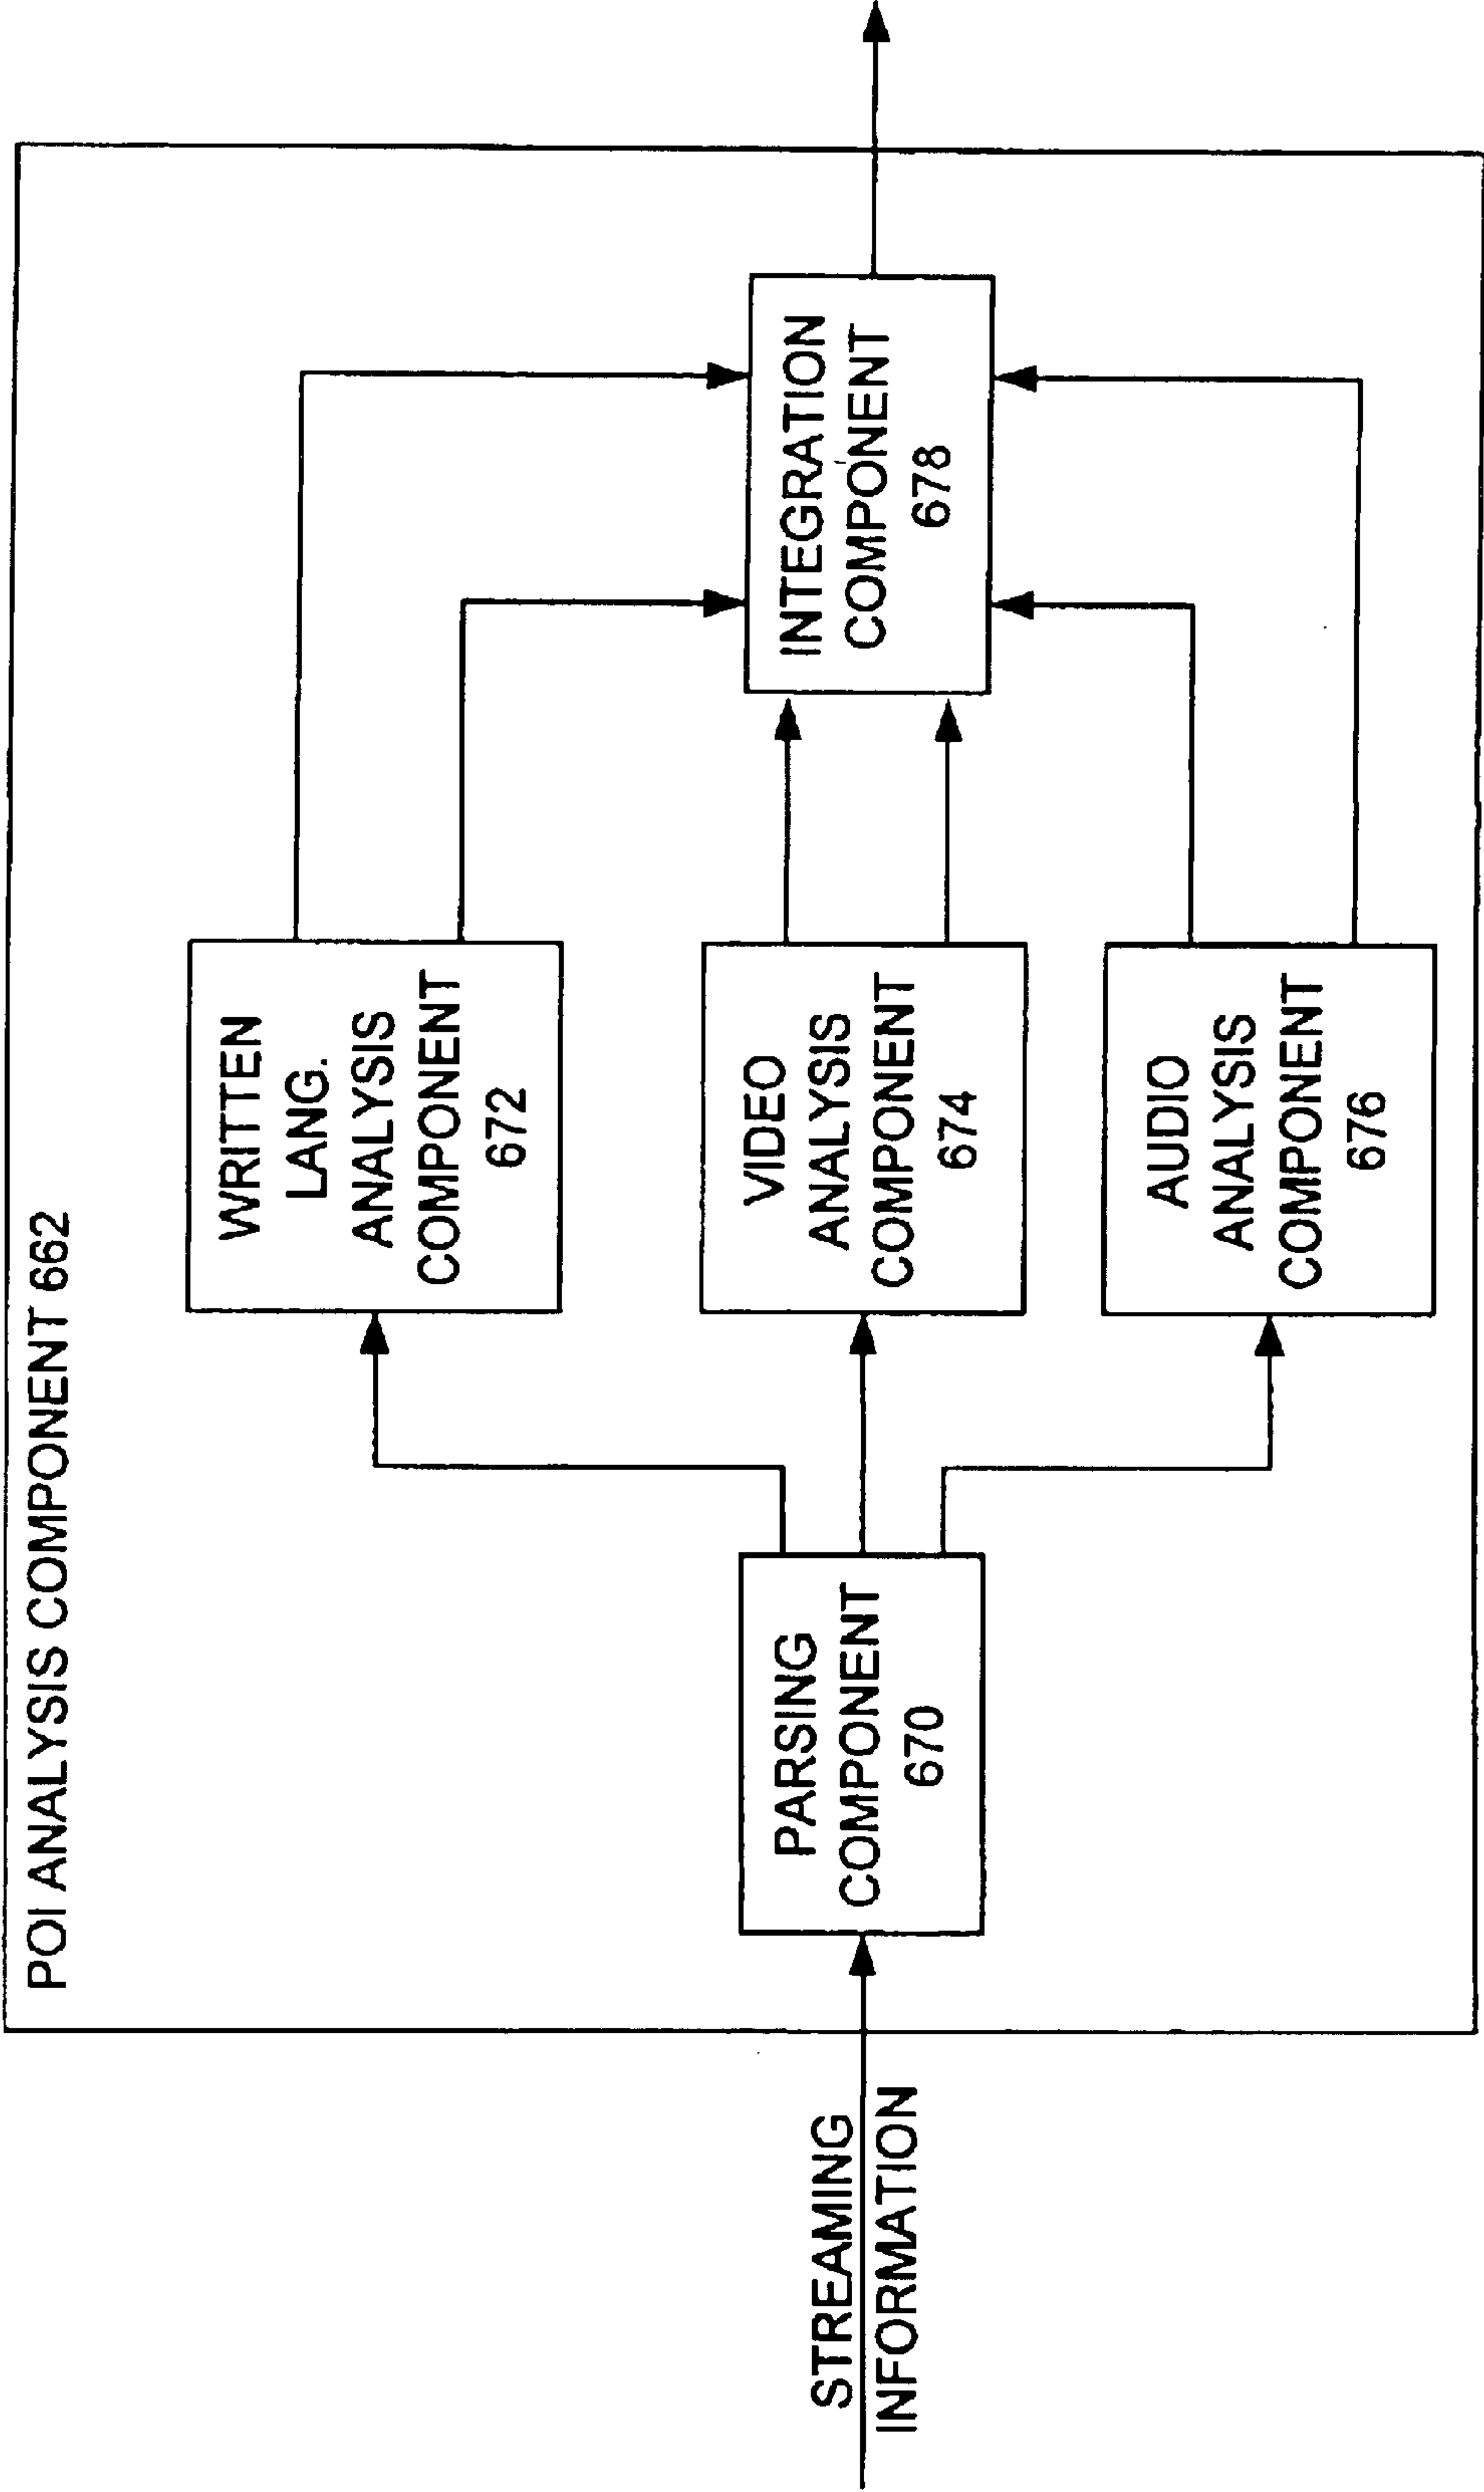 POI ANALYSIS COMPONENT 662
STREAMING
INFORMATION
PARSING
COMPONENT
670
WRITTEN
LANG.
ANALYSIS
COMPONENT
672
VIDEO
ANALYSIS
COMPONENT
674
AUDIO
ANALYSIS
COMPONENT
676
INTEGRATION
COMPONENT
678